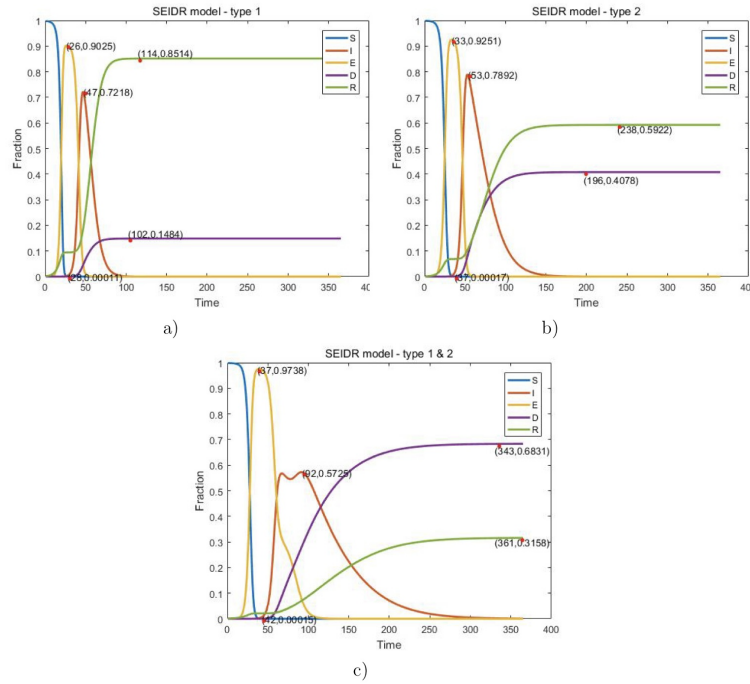 SEIDR model - type 1
1
0.9
0.8
0.7
0.6
0.5
0.4
0.3
0.2
0.1
0
Fraction
(26,0.9025)
(114,0.8514)
(47,0.7218)
(102,0.1484)
(28,0.00011)
S
I
E
D
R
0 50 100 150 200 250 300 350 40
Time
a)
SEIDR model - type 2
1
0.9
0.8
0.7
0.6
0.5
0.4
0.3
0.2
0.1
0
Fraction
(33,0.9251)
(53,0.7892)
(238,0.5922)
(196,0.4078)
(37,0.00017)
S
I
E
D
R
0 50 100 150 200 250 300 350 400
Time
b)
SEIDR model - type 1 & 2
1
0.9
0.8
0.7
0.6
0.5
0.4
0.3
0.2
0.1
0
Fraction
(37,0.9738)
(92,0.5725)
(343,0.6831)
(361,0.3158)
(42,0.00015)
S
I
E
D
R
0 50 100 150 200 250 300 350 400
Time
c)